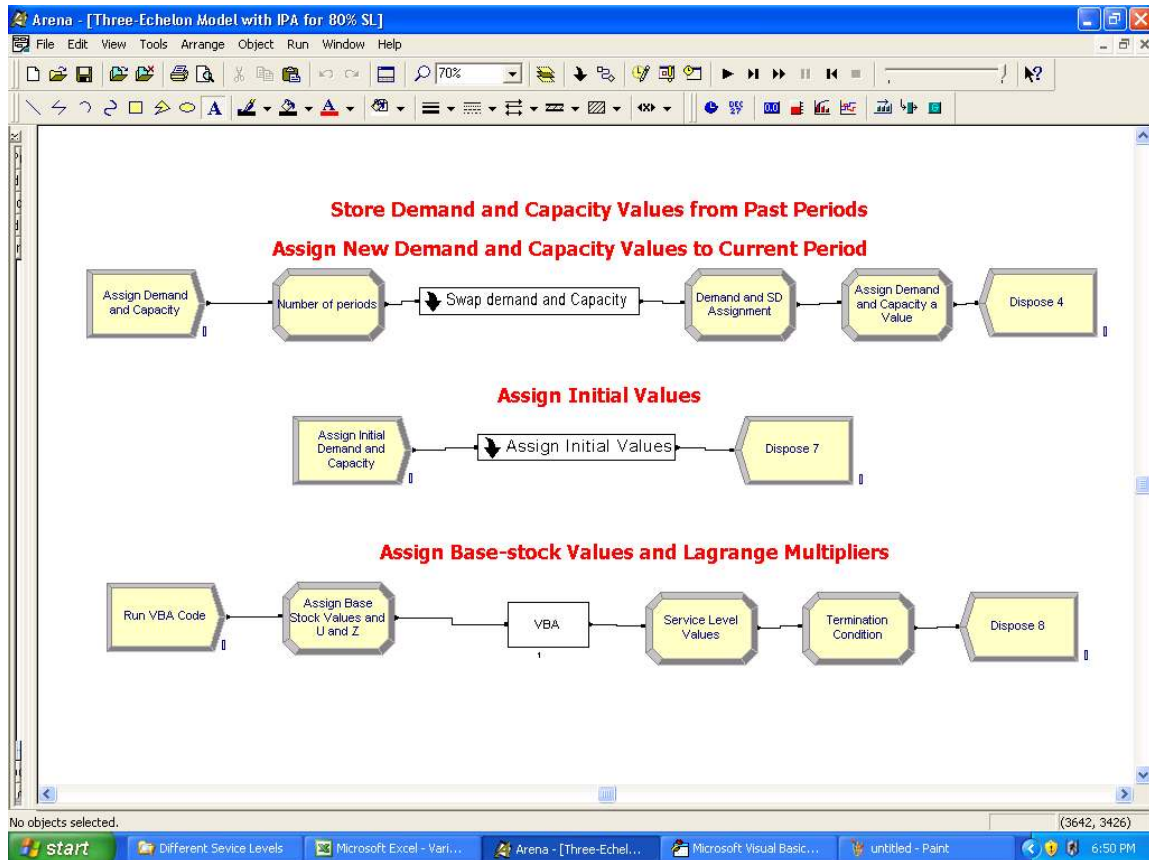 Arena - [Three-Echelon Model with IPA for 80% SL]
File Edit View Tools Arrange Object Run Window Help
70%
Store Demand and Capacity Values from Past Periods
Assign New Demand and Capacity Values to Current Period
Assign Demand
and Capacity
Number of periods
Swap demand and Capacity
Demand and SD
Assignment
Assign Demand
and Capacity a
Value
Dispose 4
Assign Initial Values
Assign Initial
Demand and
Capacity
Assign Initial Values
Dispose 7
Assign Base-stock Values and Lagrange Multipliers
Run VBA Code
Assign Base
Stock Values and
U and Z
VBA
1
Service Level
Values
Termination
Condition
Dispose 8
No objects selected.
(3642, 3426)
start
Different Sevice Levels
Microsoft Excel - Vari...
Arena - [Three-Echel...
Microsoft Visual Basic...
untitled - Paint
6:50 PM